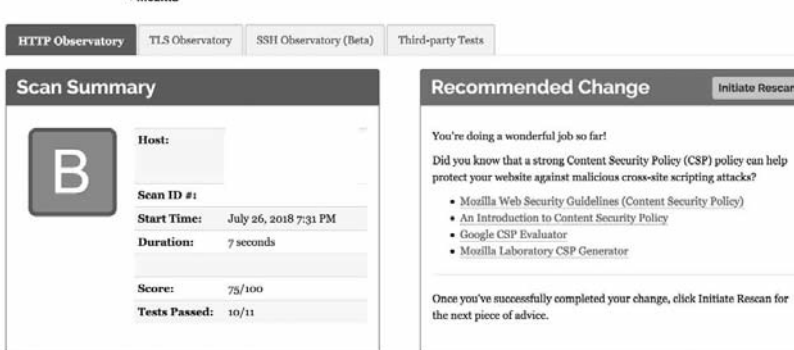 HTTP Observatory
TLS Observatory
SSH Observatory (Beta)
Third-party Tests
Scan Summary
B
Host:
Scan ID #:
Start Time: July 26, 2018 7:31 PM
Duration: 7 seconds
Score: 75/100
Tests Passed: 10/11
Recommended Change
Initiate Rescan
You're doing a wonderful job so far!
Did you know that a strong Content Security Policy (CSP) policy can help
protect your website against malicious cross-site scripting attacks?
• Mozilla Web Security Guidelines (Content Security Policy)
• An Introduction to Content Security Policy
• Google CSP Evaluator
• Mozilla Laboratory CSP Generator
Once you've successfully completed your change, click Initiate Rescan for
the next piece of advice.